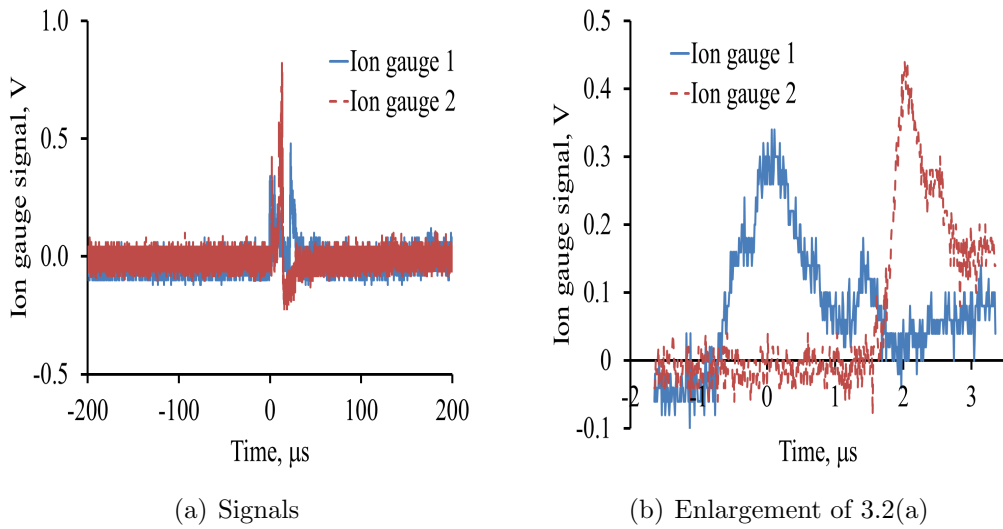 Ion gauge signal, V
1.0
0.5
0.0
-0.5
-200
-100
0
100
200
Time, μs
Ion gauge 1
Ion gauge 2
(a) Signals
Ion gauge signal, V
0.5
0.4
0.3
0.2
0.1
0
-0.1
-2
-1
0
1
2
3
Time, μs
Ion gauge 1
Ion gauge 2
(b) Enlargement of 3.2(a)